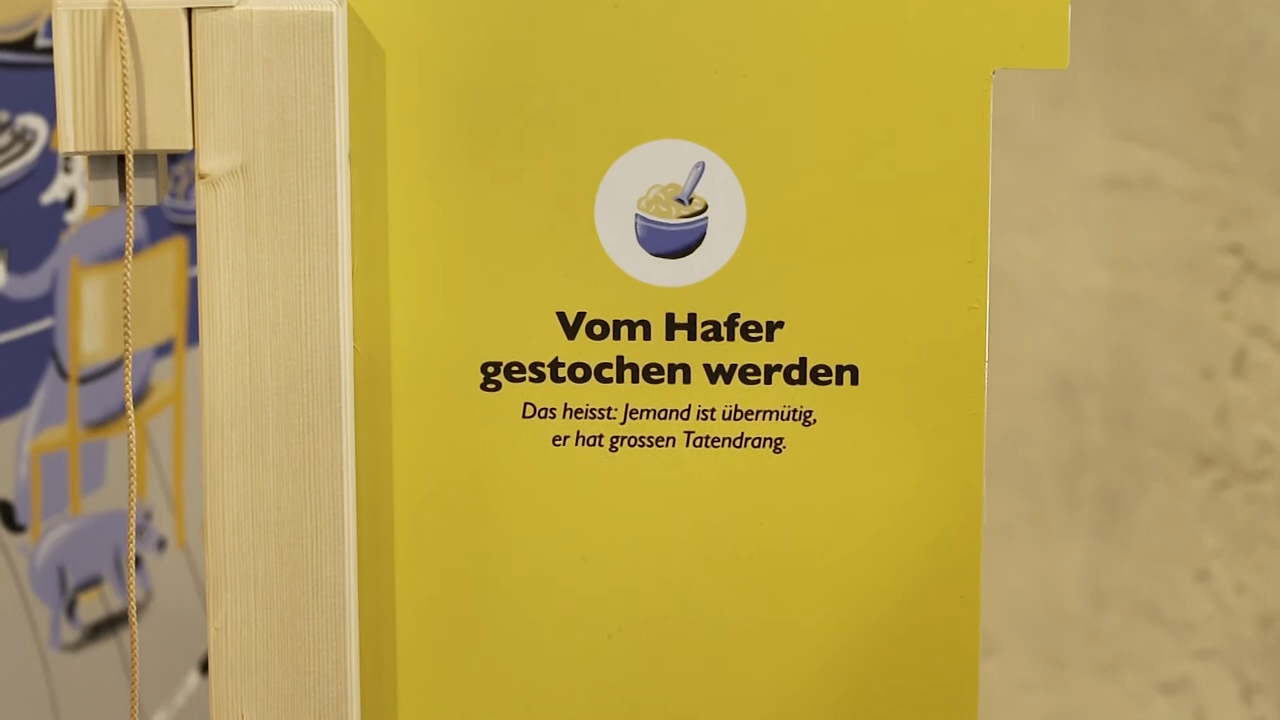 Vom Hafer
gestochen werden
Das heisst: Jemand ist übermütig,
er hat grossen Tatendrang.